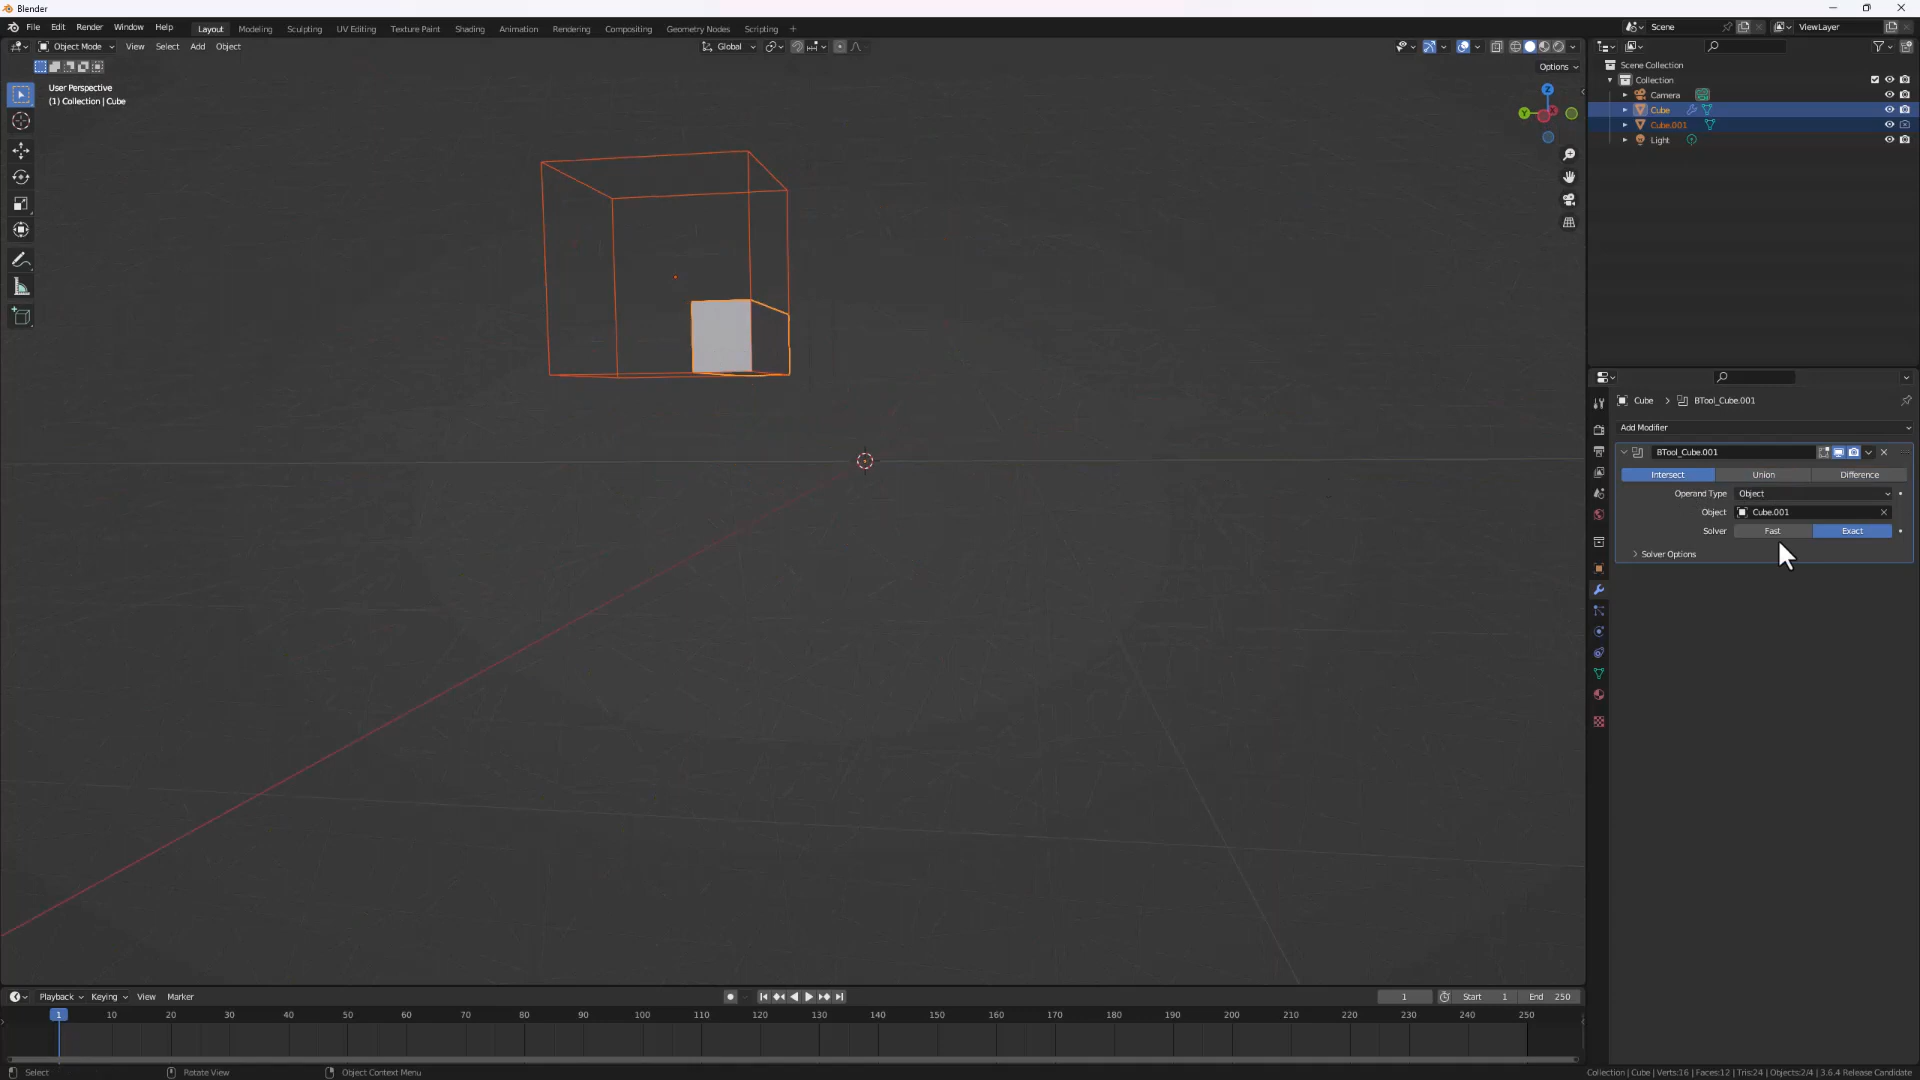 Blender
File Edit Render Window Help Layout Modeling Sculpting UV Editing Texture Paint Shading Animation Rendering Compositing Geometry Nodes Scripting + Scene ViewLayer
Object Mode View Select Add Object Global
Options
User Perspective
(1) Collection | Cube
Z
Y
X
Scene Collection
Collection
Camera
Cube
Cube.001
Light
Cube > BTool_Cube.001
Add Modifier
BTool_Cube.001
Intersect Union Difference
Operand Type Object
Object Cube.001
Solver Fast Exact
Solver Options
Playback Keying View Marker 1 Start 1 End 250
1 10 20 30 40 50 60 70 80 90 100 110 120 130 140 150 160 170 180 190 200 210 220 230 240 250
Select Rotate View Object Context Menu Collection | Cube | Verts:16 | Faces:12 | Tris:24 | Objects:2/4 | 3.6.4 Release Candidate